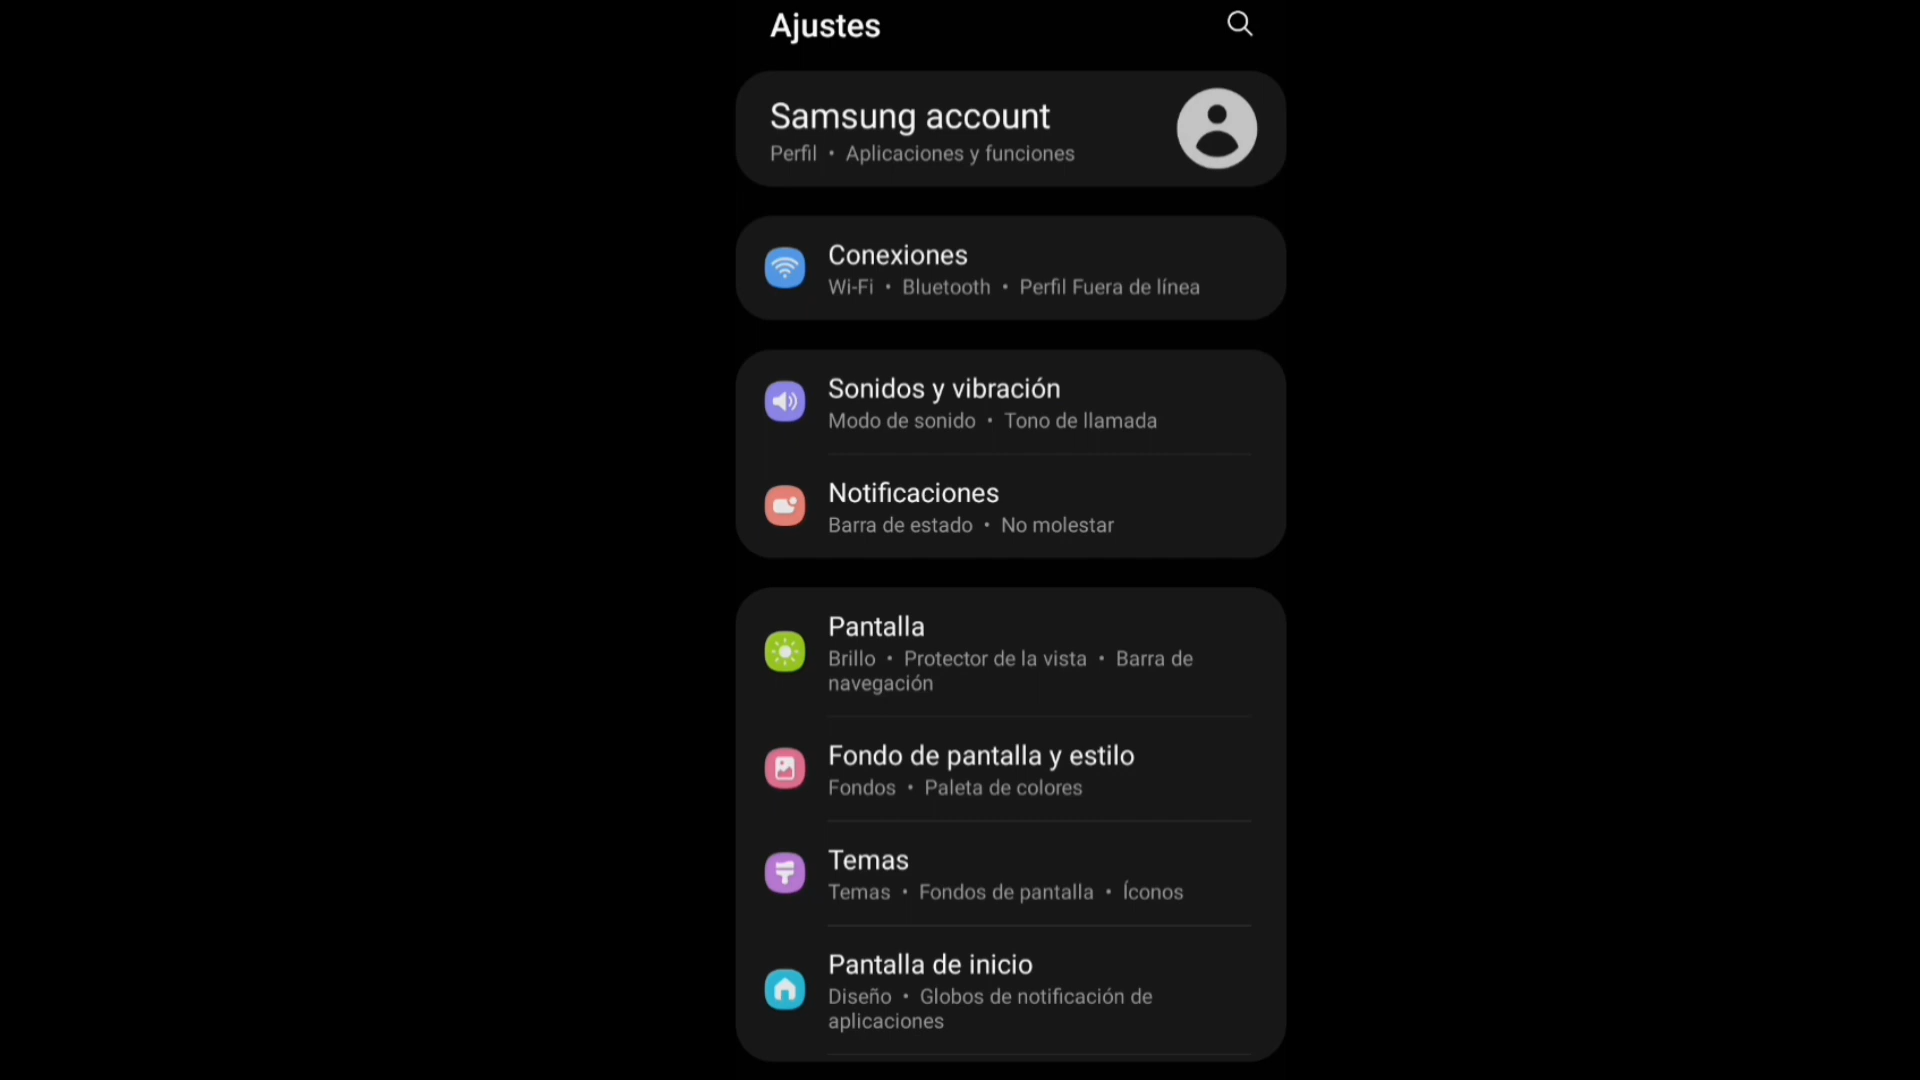 Ajustes
Samsung account
Perfil • Aplicaciones y funciones
Conexiones
Wi-Fi • Bluetooth • Perfil Fuera de línea
Sonidos y vibración
Modo de sonido • Tono de llamada
Notificaciones
Barra de estado • No molestar
Pantalla
Brillo • Protector de la vista • Barra de
navegación
Fondo de pantalla y estilo
Fondos • Paleta de colores
Temas
Temas • Fondos de pantalla • Íconos
Pantalla de inicio
Diseño • Globos de notificación de
aplicaciones